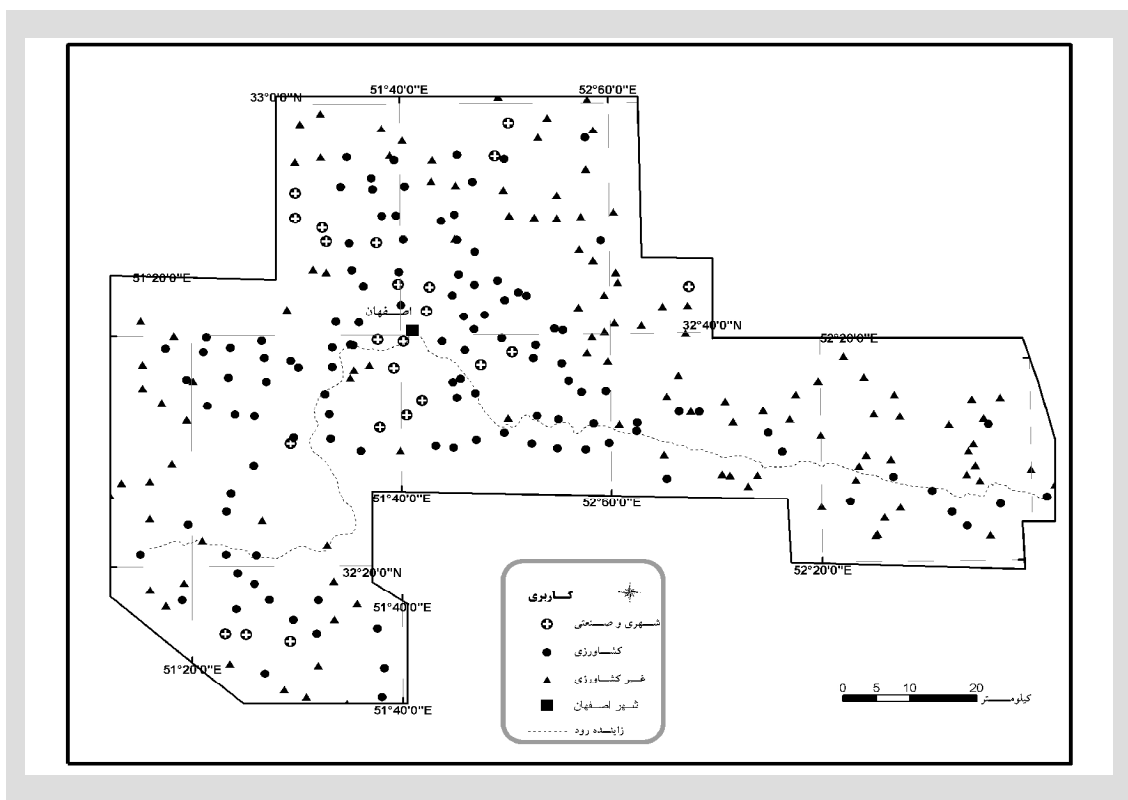 51°40'0"E
52°60'0"E
33°0'0"N
51°20'0"E
اصفهان
32°40'0"N
52°20'0"E
51°40'0"E
52°60'0"E
52°20'0"E
32°20'0"N
51°40'0"E
51°20'0"E
51°40'0"E
کاربری
شهری و صنعتی
کشاورزی
غیر کشاورزی
شهر اصفهان
زاینده رود
0 5 10 20
کیلومتر